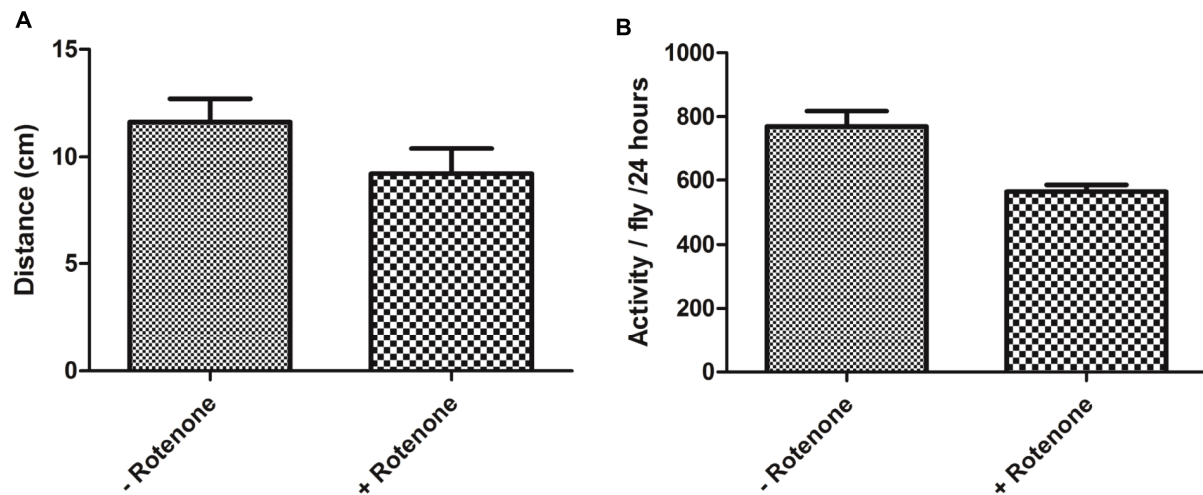 A
15
10
5
0
Distance (cm)
- Rotenone
+ Rotenone
B
1000
800
600
400
200
0
Activity / fly /24 hours
- Rotenone
+ Rotenone